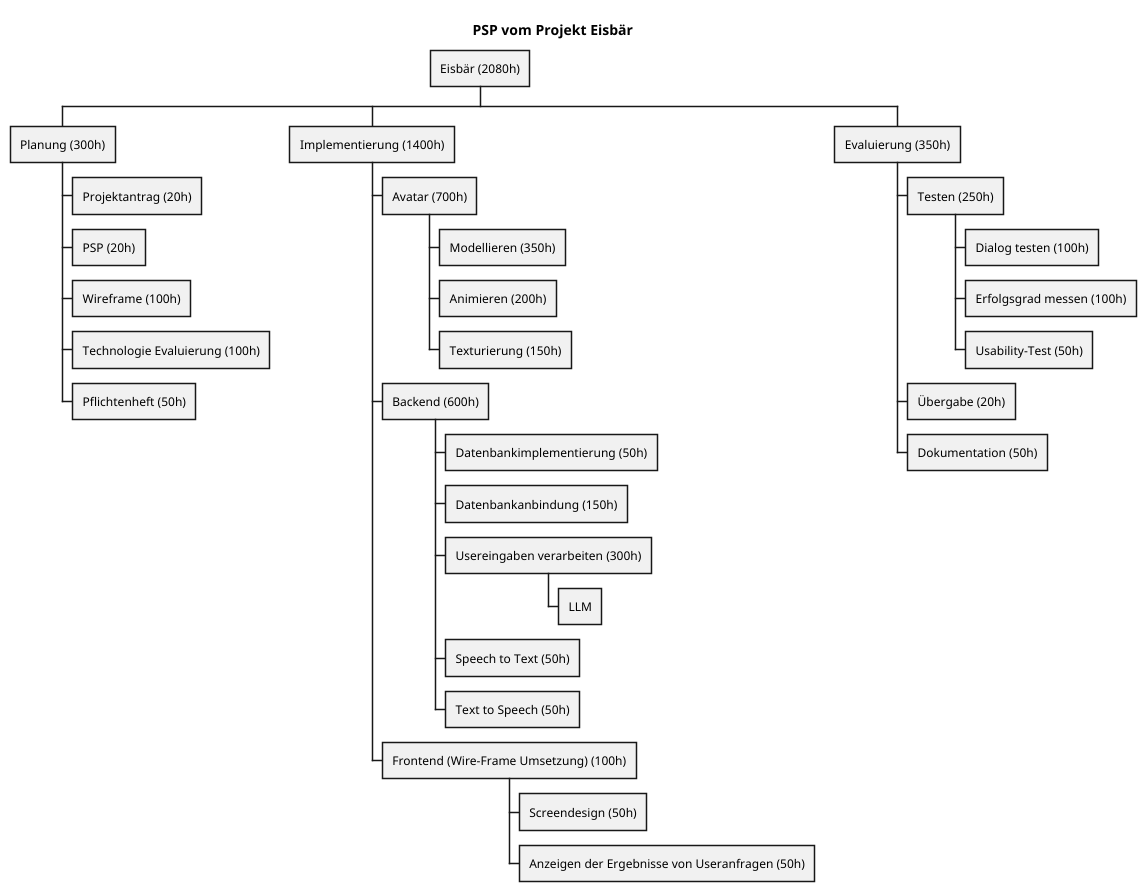 PSP vom Projekt Eisbär
Eisbär (2080h)
Planung (300h)
Projektantrag (20h)
PSP (20h)
Wireframe (100h)
Technologie Evaluierung (100h)
Pflichtenheft (50h)
Implementierung (1400h)
Avatar (700h)
Modellieren (350h)
Animieren (200h)
Texturierung (150h)
Backend (600h)
Datenbankimplementierung (50h)
Datenbankanbindung (150h)
Usereingaben verarbeiten (300h)
LLM
Speech to Text (50h)
Text to Speech (50h)
Frontend (Wire-Frame Umsetzung) (100h)
Screendesign (50h)
Anzeigen der Ergebnisse von Useranfragen (50h)
Evaluierung (350h)
Testen (250h)
Dialog testen (100h)
Erfolgsgrad messen (100h)
Usability-Test (50h)
Übergabe (20h)
Dokumentation (50h)